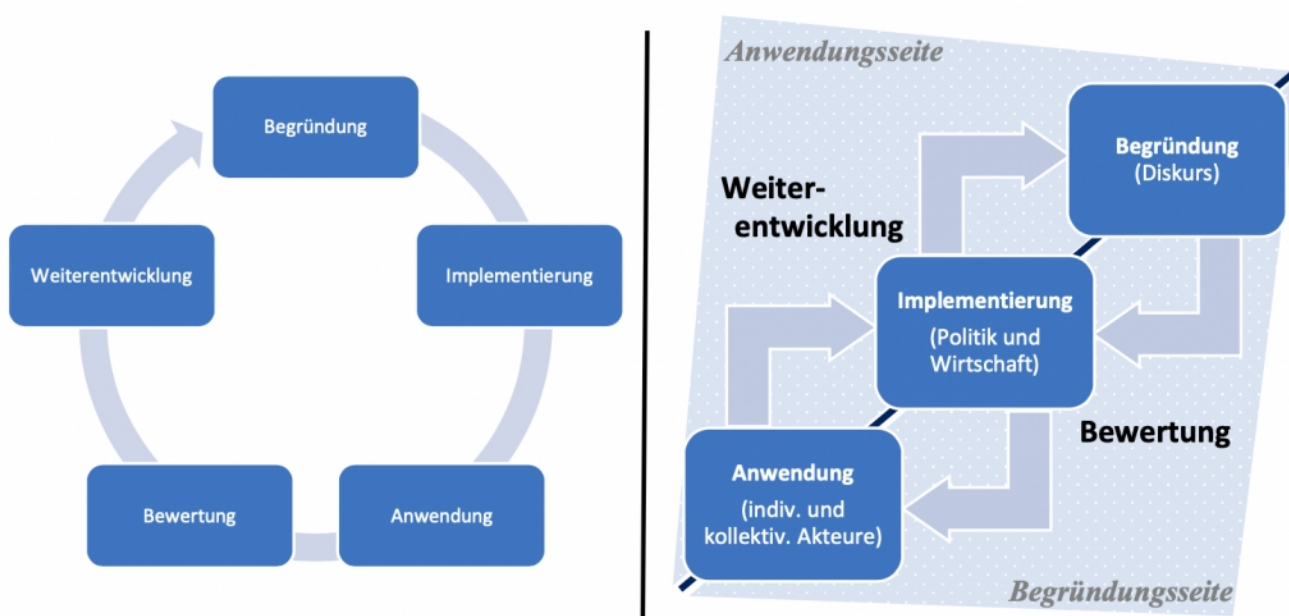 Begründung
Implementierung
Anwendung
Bewertung
Weiterentwicklung
Anwendungsseite
Begründung
(Diskurs)
Weiter-
entwicklung
Implementierung
(Politik und
Wirtschaft)
Bewertung
Anwendung
(indiv. und
kollektiv. Akteure)
Begründungsseite